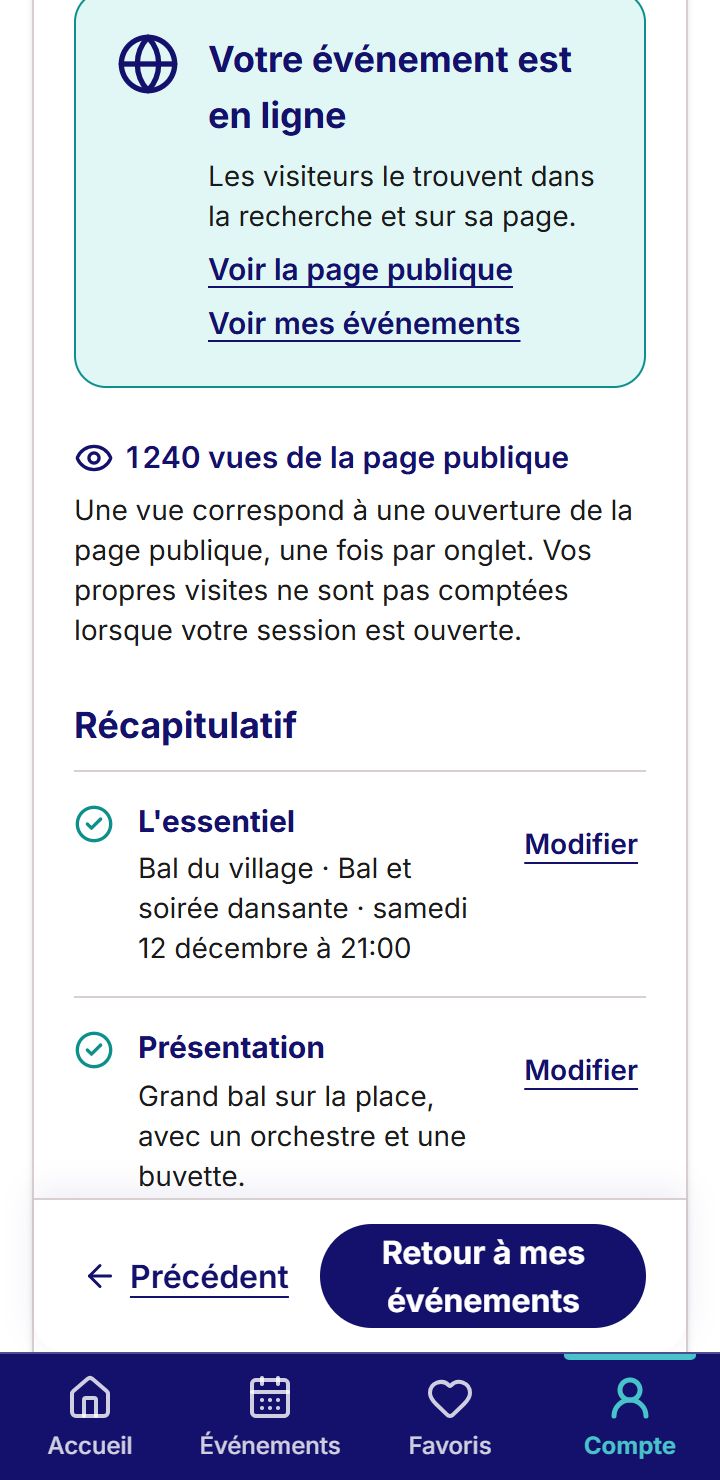 Votre événement est
en ligne
Les visiteurs le trouvent dans
la recherche et sur sa page.
Voir la page publique
Voir mes événements
1 240 vues de la page publique
Une vue correspond à une ouverture de la
page publique, une fois par onglet. Vos
propres visites ne sont pas comptées
lorsque votre session est ouverte.
Récapitulatif
L'essentiel
Modifier
Bal du village · Bal et
soirée dansante · samedi
12 décembre à 21:00
Présentation
Modifier
Grand bal sur la place,
avec un orchestre et une
buvette.
Précédent
Retour à mes
événements
Accueil
Événements
Favoris
Compte